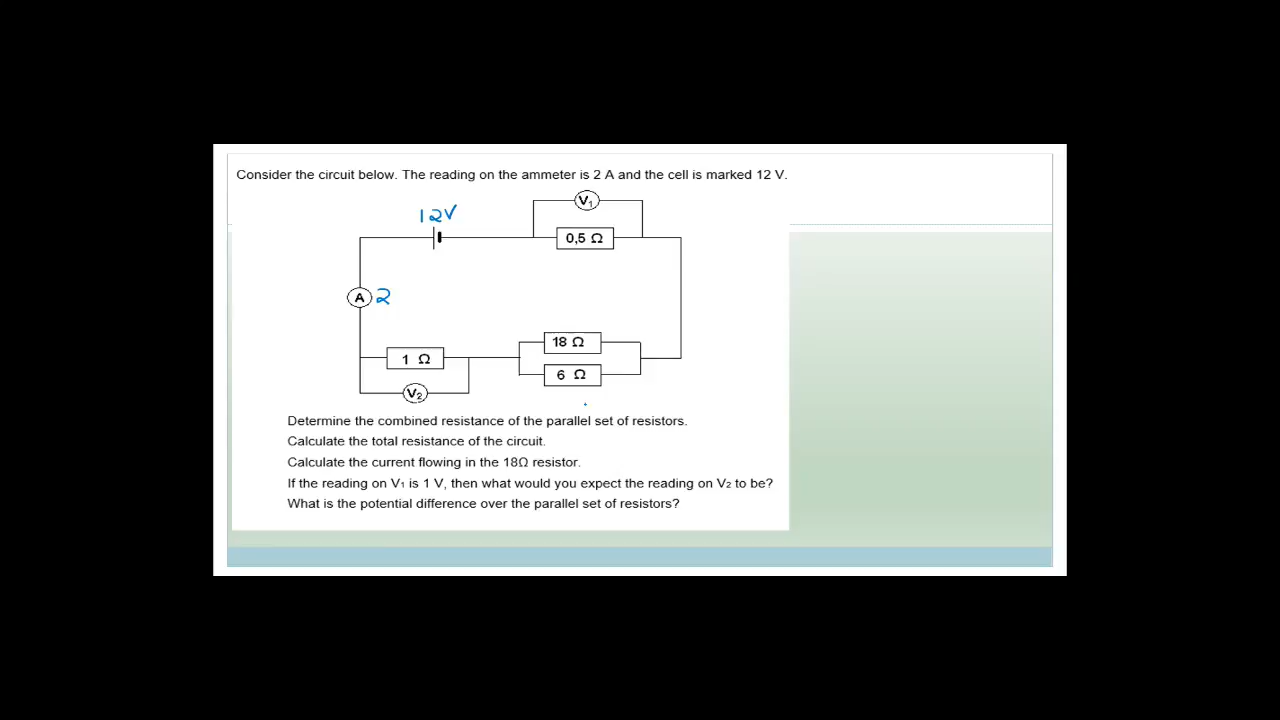 Consider the circuit below. The reading on the ammeter is 2 A and the cell is marked 12 V.
V₁
12V
0,5 Ω
A 2
18 Ω
1 Ω
6 Ω
V₂
Determine the combined resistance of the parallel set of resistors.
Calculate the total resistance of the circuit.
Calculate the current flowing in the 18Ω resistor.
If the reading on V₁ is 1 V, then what would you expect the reading on V₂ to be?
What is the potential difference over the parallel set of resistors?